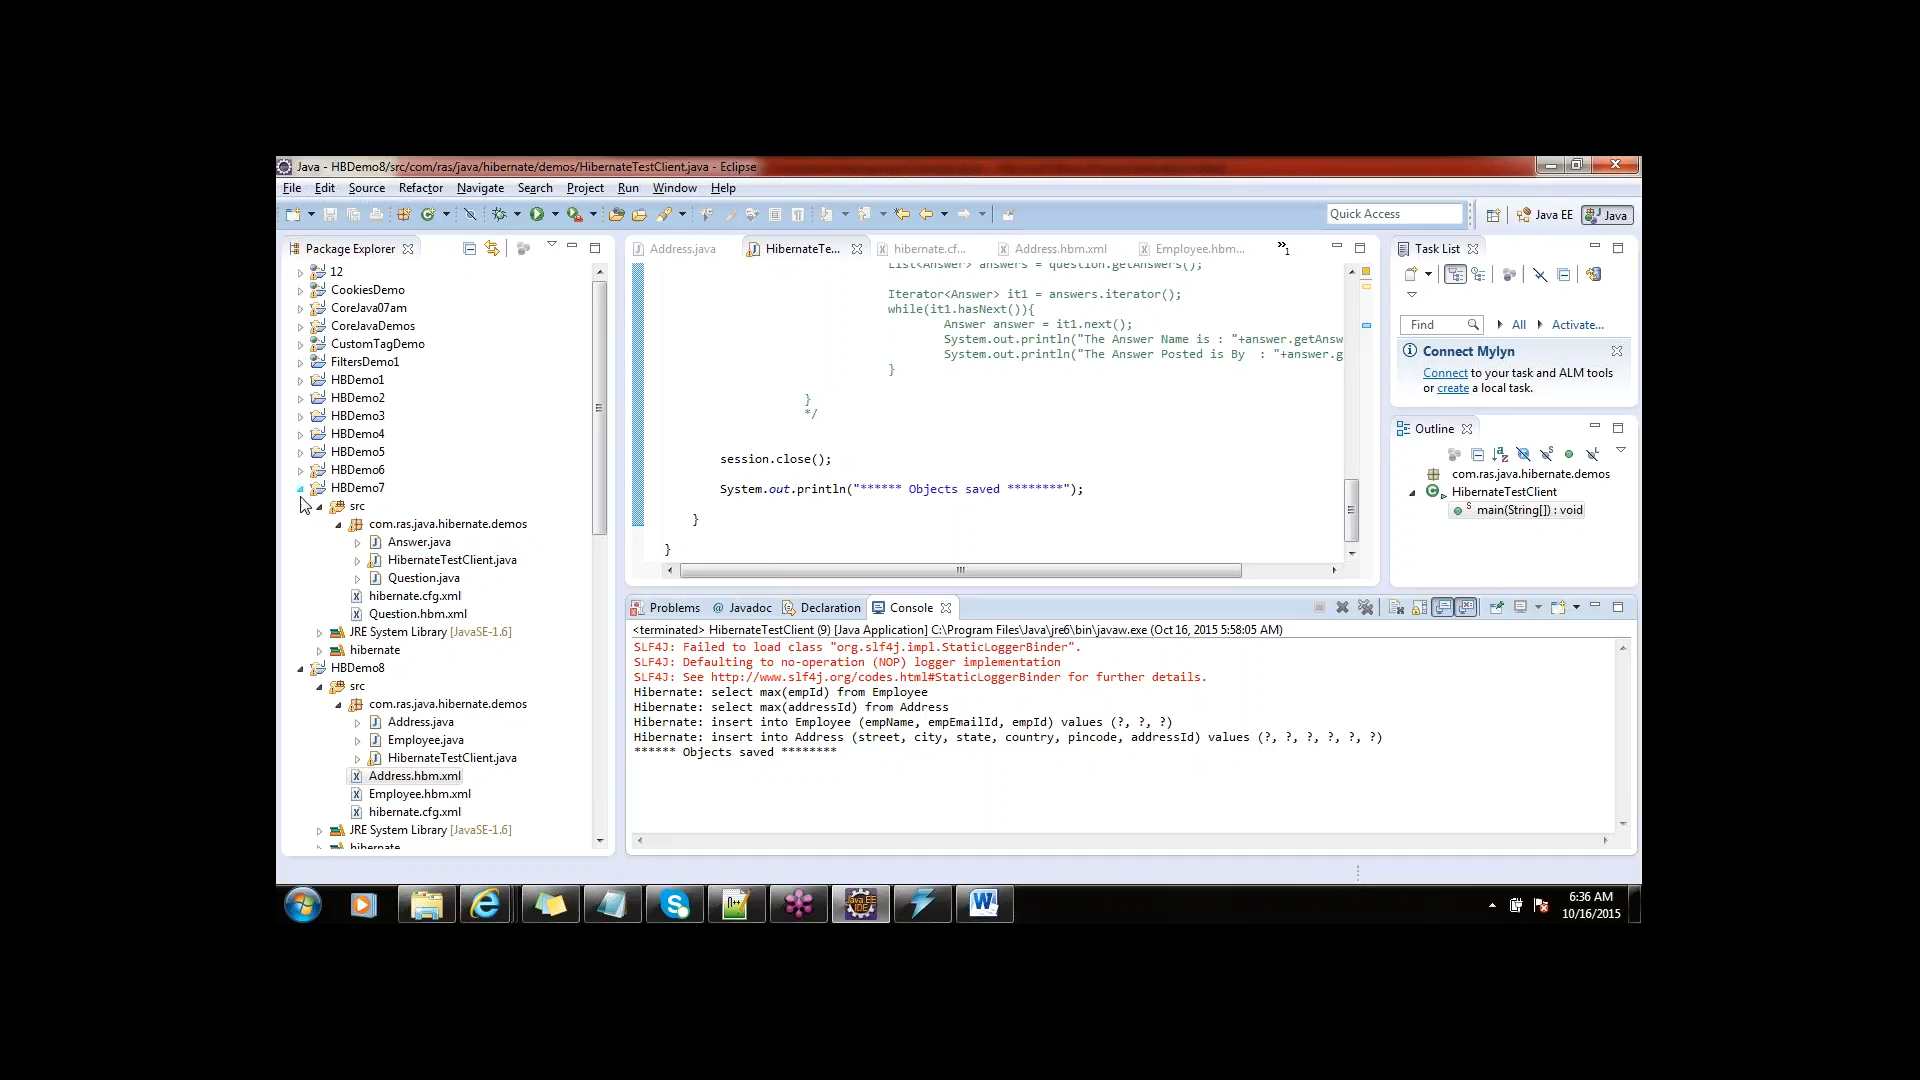 Java - HBDemo8/src/com/ras/java/hibernate/demos/HibernateTestClient.java - Eclipse
File Edit Source Refactor Navigate Search Project Run Window Help
Quick Access
Java EE
Java
Package Explorer
12
CookiesDemo
CoreJava07am
CoreJavaDemos
CustomTagDemo
FiltersDemo1
HBDemo1
HBDemo2
HBDemo3
HBDemo4
HBDemo5
HBDemo6
HBDemo7
src
com.ras.java.hibernate.demos
Answer.java
HibernateTestClient.java
Question.java
hibernate.cfg.xml
Question.hbm.xml
JRE System Library [JavaSE-1.6]
hibernate
HBDemo8
src
com.ras.java.hibernate.demos
Address.java
Employee.java
HibernateTestClient.java
Address.hbm.xml
Employee.hbm.xml
hibernate.cfg.xml
JRE System Library [JavaSE-1.6]
hibernate
Address.java HibernateTe... hibernate.cf... Address.hbm.xml Employee.hbm... »1
List<Answer> answers = question.getAnswers();
Iterator<Answer> it1 = answers.iterator();
while(it1.hasNext()){
Answer answer = it1.next();
System.out.println("The Answer Name is : "+answer.getAnsw
System.out.println("The Answer Posted is By  : "+answer.g
}
}
*/
session.close();
System.out.println("****** Objects saved ********");
}
}
Task List
Find All Activate...
Connect Mylyn
Connect to your task and ALM tools
or create a local task.
Outline
com.ras.java.hibernate.demos
HibernateTestClient
main(String[]) : void
Problems @ Javadoc Declaration Console
<terminated> HibernateTestClient (9) [Java Application] C:\Program Files\Java\jre6\bin\javaw.exe (Oct 16, 2015 5:58:05 AM)
SLF4J: Failed to load class "org.slf4j.impl.StaticLoggerBinder".
SLF4J: Defaulting to no-operation (NOP) logger implementation
SLF4J: See http://www.slf4j.org/codes.html#StaticLoggerBinder for further details.
Hibernate: select max(empId) from Employee
Hibernate: select max(addressId) from Address
Hibernate: insert into Employee (empName, empEmailId, empId) values (?, ?, ?)
Hibernate: insert into Address (street, city, state, country, pincode, addressId) values (?, ?, ?, ?, ?, ?)
****** Objects saved ********
Java EE
IDE
6:36 AM
10/16/2015